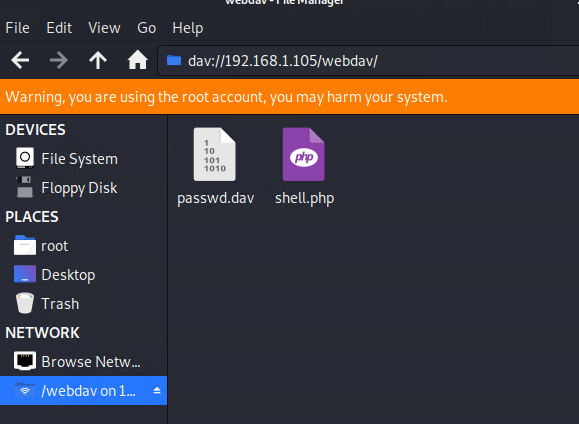 webdav - File Manager
File Edit View Go Help
dav://192.168.1.105/webdav/
Warning, you are using the root account, you may harm your system.
DEVICES
File System
Floppy Disk
PLACES
root
Desktop
Trash
NETWORK
Browse Netw...
/webdav on 1...
1
10
101
1010
php
passwd.dav
shell.php